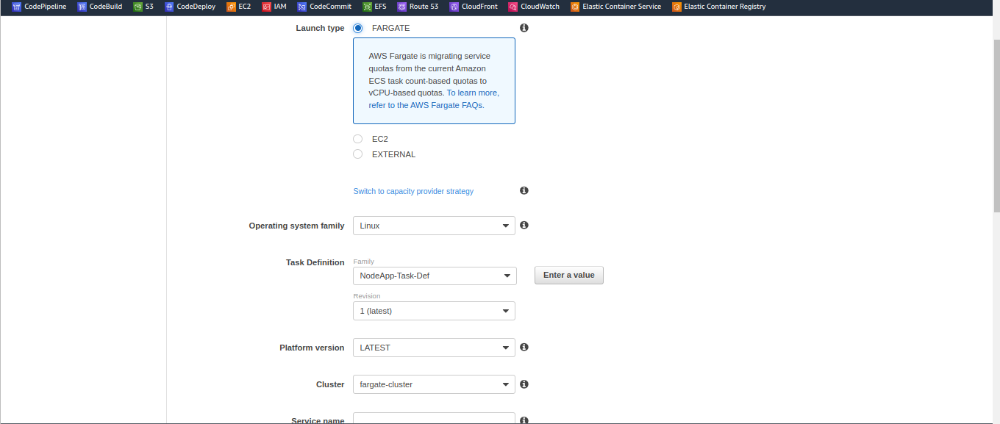 CodePipeline CodeBuild S3 CodeDeploy EC2 IAM CodeCommit EFS Route 53 CloudFront CloudWatch Elastic Container Service Elastic Container Registry
Launch type FARGATE
AWS Fargate is migrating service
quotas from the current Amazon
ECS task count-based quotas to
vCPU-based quotas. To learn more,
refer to the AWS Fargate FAQs.
EC2
EXTERNAL
Switch to capacity provider strategy
Operating system family Linux
Task Definition Family
NodeApp-Task-Def Enter a value
Revision
1 (latest)
Platform version LATEST
Cluster fargate-cluster
Service name